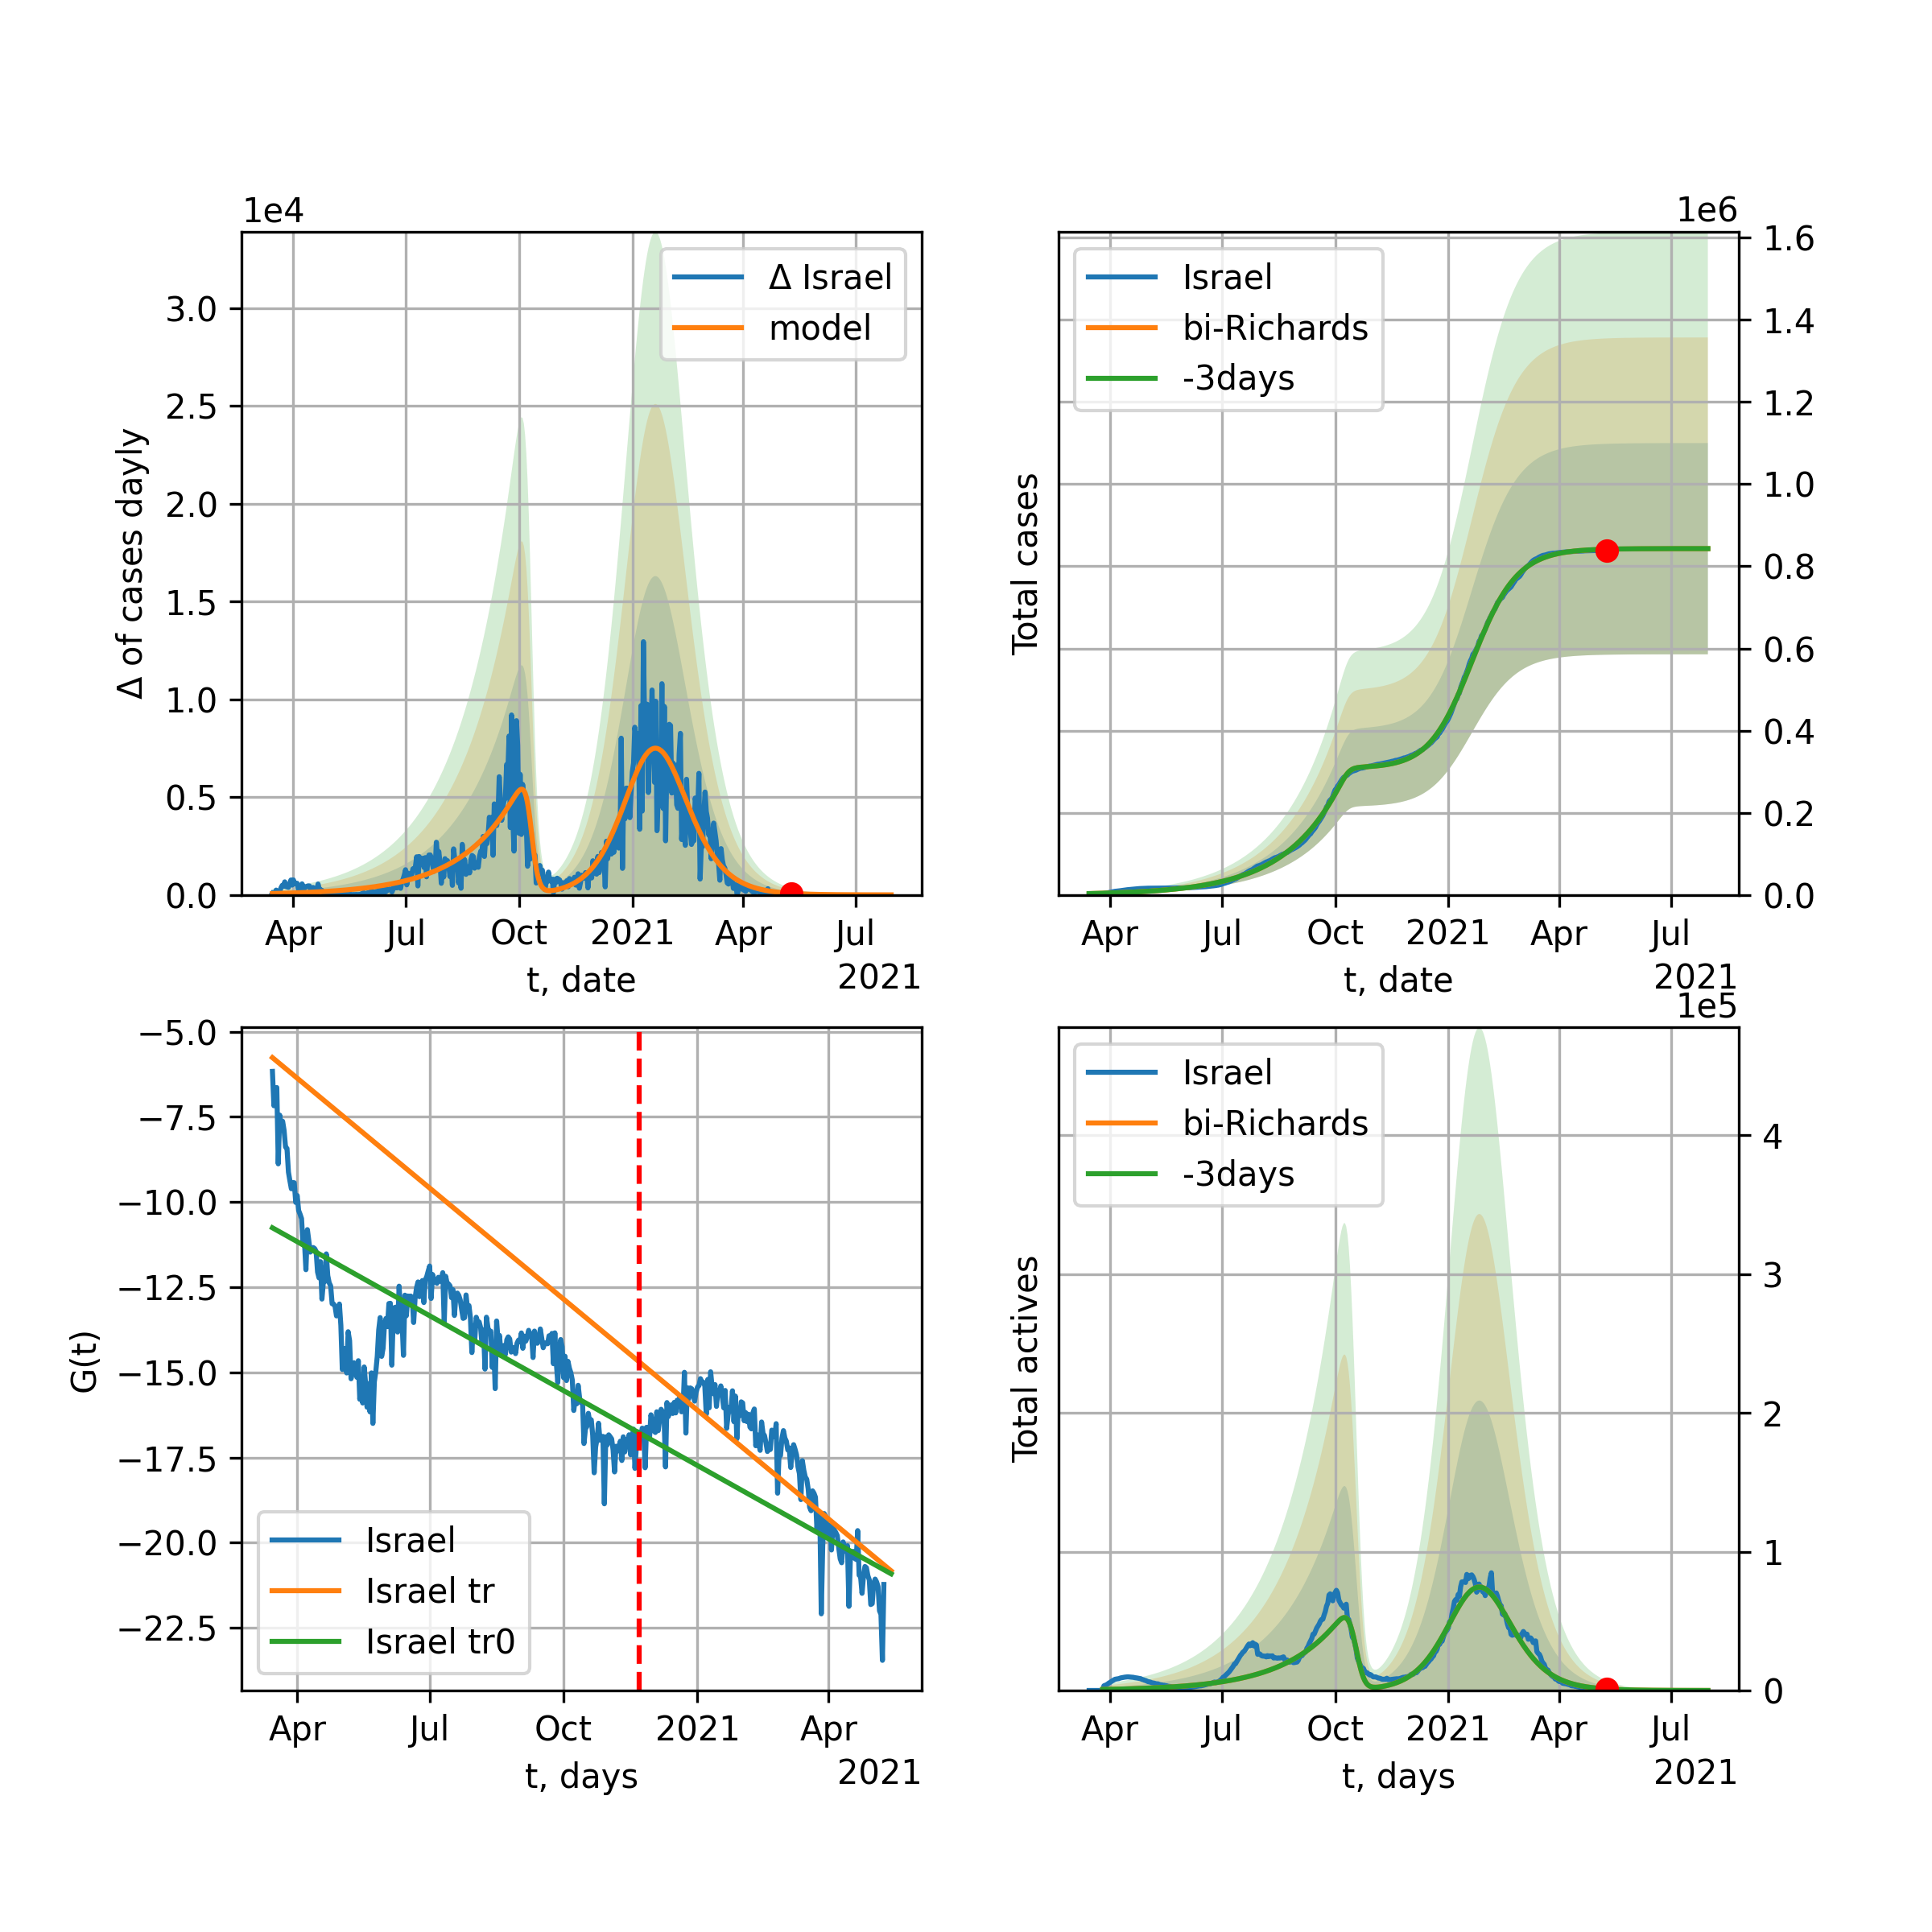 1e4
Δ of cases dayly
3.0
2.5
2.0
1.5
1.0
0.5
0.0
Δ Israel
model
Apr Jul Oct 2021 Apr Jul
t, date
2021
1e6
Total cases
Israel
bi-Richards
-3days
1.6
1.4
1.2
1.0
0.8
0.6
0.4
0.2
0.0
Apr Jul Oct 2021 Apr Jul
t, date
2021
G(t)
−5.0
−7.5
−10.0
−12.5
−15.0
−17.5
−20.0
−22.5
Israel
Israel tr
Israel tr0
Apr Jul Oct 2021 Apr
t, days
2021
1e5
Total actives
Israel
bi-Richards
-3days
4
3
2
1
0
Apr Jul Oct 2021 Apr Jul
t, days
2021